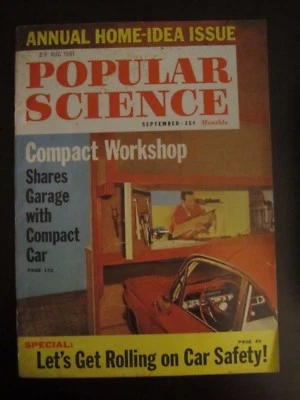 ANNUAL HOME-IDEA ISSUE
POPULAR
SCIENCE
SEPTEMBER - 35¢ Monthly
Compact Workshop
Shares
Garage
with
Compact
Car
SPECIAL:
Let's Get Rolling on Car Safety!